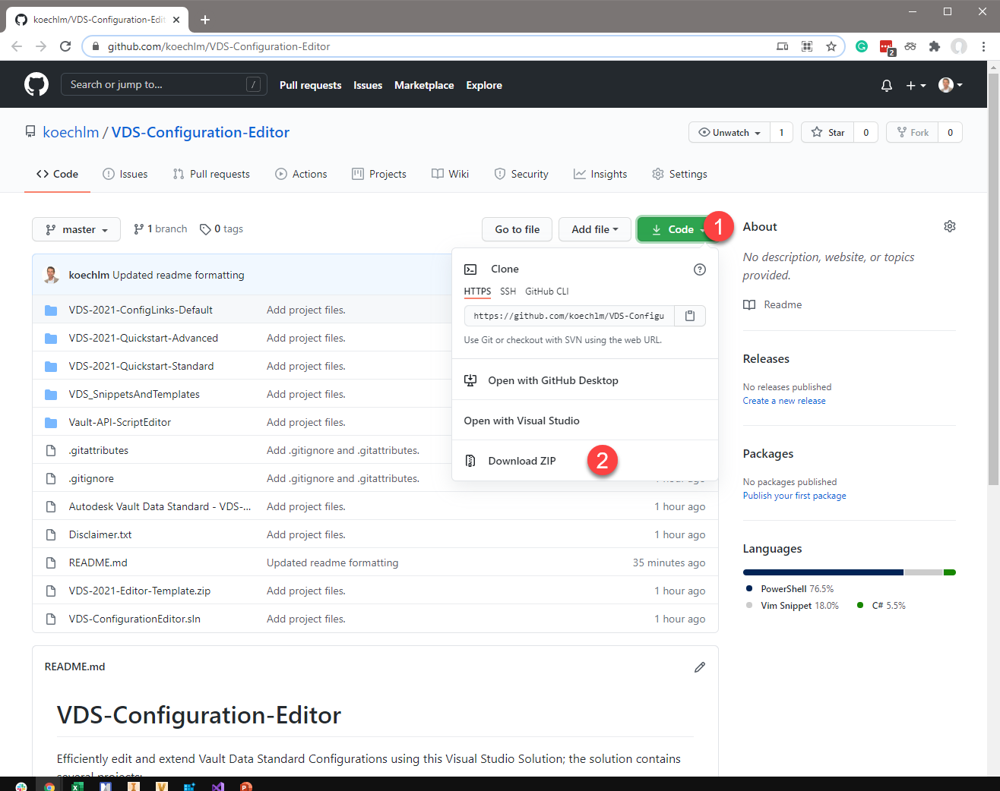 koechlm/VDS-Configuration-Edit
github.com/koechlm/VDS-Configuration-Editor
2
Search or jump to... /
Pull requests Issues Marketplace Explore
koechlm / VDS-Configuration-Editor
Unwatch 1 Star 0 Fork 0
Code Issues Pull requests Actions Projects Wiki Security Insights Settings
master 1 branch 0 tags Go to file Add file Code 1
About
No description, website, or topics
provided.
Readme
Releases
No releases published
Create a new release
Packages
No packages published
Publish your first package
Languages
PowerShell 76.5%
Vim Snippet 18.0% C# 5.5%
Clone
HTTPS SSH GitHub CLI
https://github.com/koechlm/VDS-Configu
Use Git or checkout with SVN using the web URL.
Open with GitHub Desktop
Open with Visual Studio
Download ZIP 2
koechlm Updated readme formatting
VDS-2021-ConfigLinks-Default Add project files.
VDS-2021-Quickstart-Advanced Add project files.
VDS-2021-Quickstart-Standard Add project files.
VDS_SnippetsAndTemplates Add project files.
Vault-API-ScriptEditor Add project files.
.gitattributes Add .gitignore and .gitattributes.
.gitignore Add .gitignore and .gitattributes. 1 hour ago
Autodesk Vault Data Standard - VDS-... Add project files. 1 hour ago
Disclaimer.txt Add project files. 1 hour ago
README.md Updated readme formatting 35 minutes ago
VDS-2021-Editor-Template.zip Add project files. 1 hour ago
VDS-ConfigurationEditor.sln Add project files. 1 hour ago
README.md
VDS-Configuration-Editor
Efficiently edit and extend Vault Data Standard Configurations using this Visual Studio Solution; the solution contains
several projects: